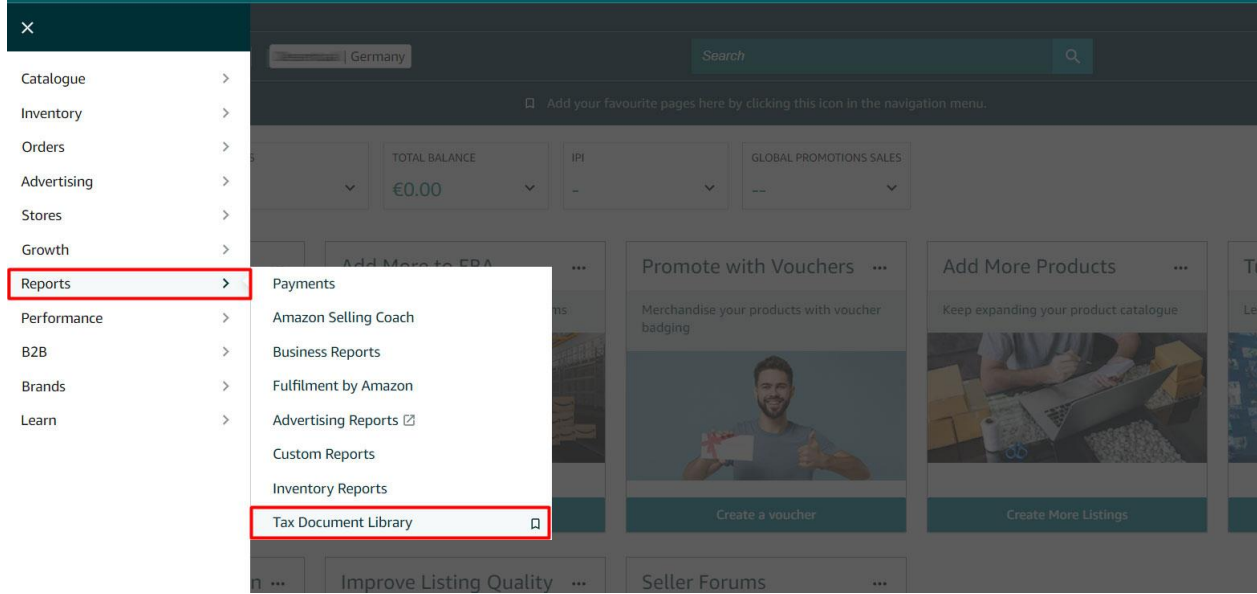 Catalogue
Inventory
Orders
Advertising
Stores
Growth
Reports
Performance
B2B
Brands
Learn
| Germany
Search
Add your favourite pages here by clicking this icon in the navigation menu.
S
TOTAL BALANCE
€0.00
IPI
-
GLOBAL PROMOTIONS SALES
--
Add More to FBA
...
ms
Payments
Amazon Selling Coach
Business Reports
Fulfilment by Amazon
Advertising Reports
Custom Reports
Inventory Reports
Tax Document Library
Promote with Vouchers ...
Merchandise your products with voucher
badging
Create a voucher
Add More Products ...
Keep expanding your product catalogue
Create More Listings
T
Le
n ...
Improve Listing Quality ...
Seller Forums ...